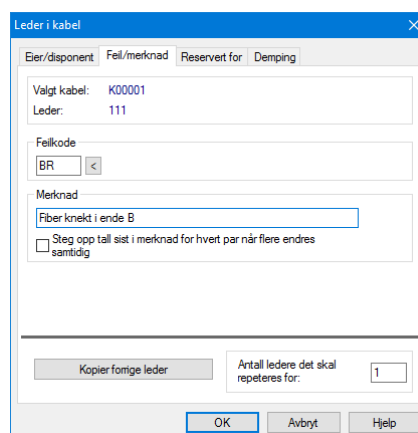 Leder i kabel
Eier/disponent Feil/merknad Reservert for Demping
Valgt kabel: K00001
Leder: 111
Feilkode
BR <
Merknad
Fiber knekt i ende B
Steg opp tall sist i merknad for hvert par når flere endres
samtidig
Kopier forrige leder
Antall ledere det skal
repeteres for: 1
OK Avbryt Hjelp